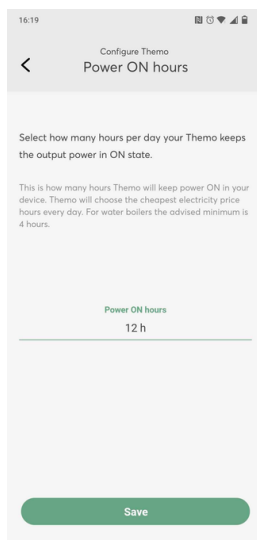 16:19
Configure Themo
Power ON hours
Select how many hours per day your Themo keeps
the output power in ON state.
This is how many hours Themo will keep power ON in your
device. Themo will choose the cheapest electricity price
hours every day. For water boilers the advised minimum is
4 hours.
Power ON hours
12 h
Save